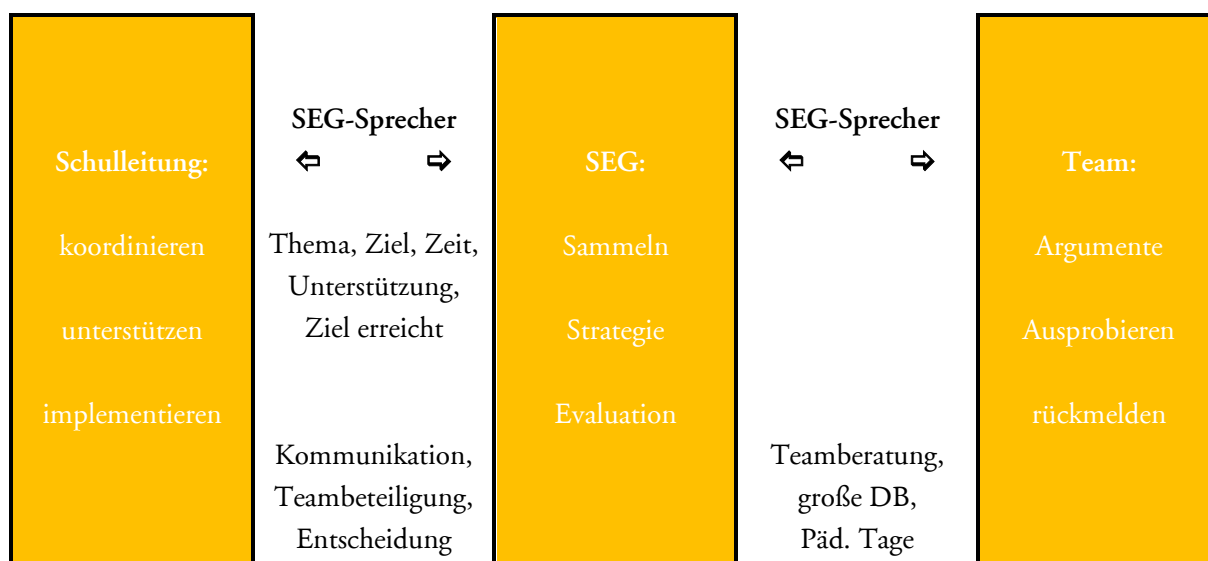 Schulleitung:
koordinieren
unterstützen
implementieren
SEG-Sprecher
⇦ ⇨
Thema, Ziel, Zeit,
Unterstützung,
Ziel erreicht
Kommunikation,
Teambeteiligung,
Entscheidung
SEG:
Sammeln
Strategie
Evaluation
SEG-Sprecher
⇦ ⇨
Teamberatung,
große DB,
Päd. Tage
Team:
Argumente
Ausprobieren
rückmelden